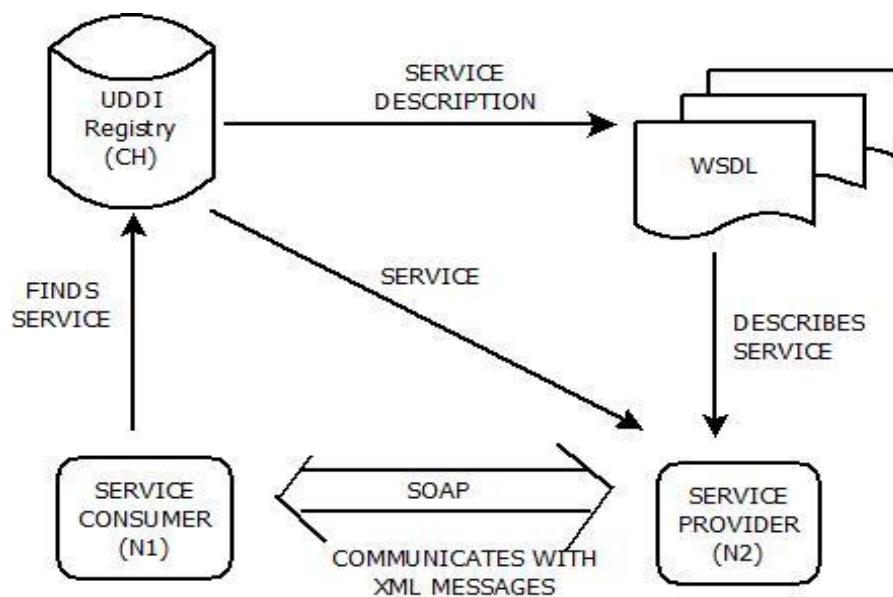 UDDI
Registry
(CH)
SERVICE
DESCRIPTION
WSDL
FINDS
SERVICE
SERVICE
DESCRIBES
SERVICE
SERVICE
CONSUMER
(N1)
SOAP
COMMUNICATES WITH
XML MESSAGES
SERVICE
PROVIDER
(N2)